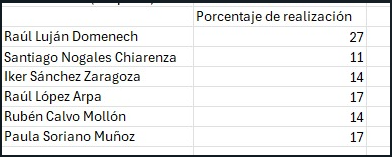 Porcentaje de realización
Raúl Luján Domenech 27
Santiago Nogales Chiarenza 11
Iker Sánchez Zaragoza 14
Raúl López Arpa 17
Rubén Calvo Mollón 14
Paula Soriano Muñoz 17